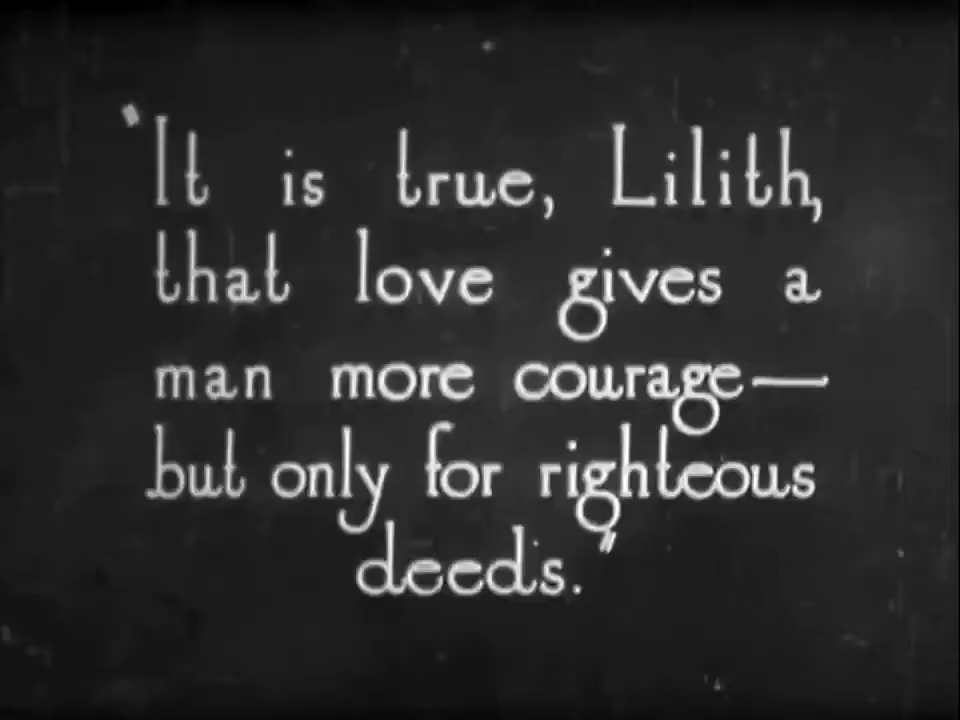 "It is true, Lilith,
that love gives a
man more courage—
but only for righteous
deeds."